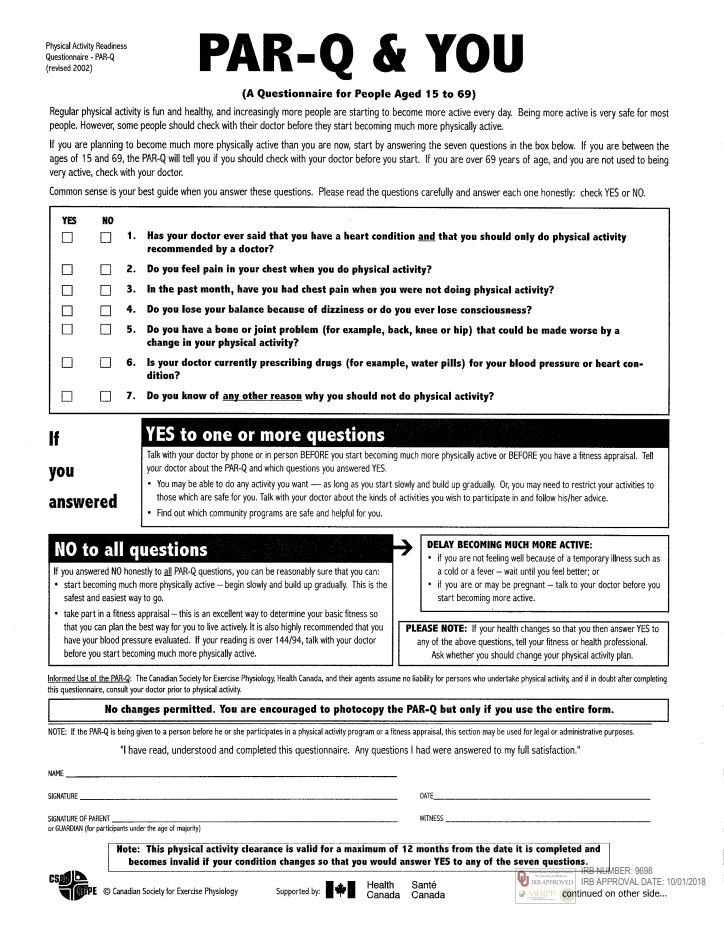 Physical Activity Readiness
Questionnaire - PAR-Q
(revised 2002)
PAR-Q & YOU
(A Questionnaire for People Aged 15 to 69)
Regular physical activity is fun and healthy, and increasingly more people are starting to become more active every day. Being more active is very safe for most
people. However, some people should check with their doctor before they start becoming much more physically active.
If you are planning to become much more physically active than you are now, start by answering the seven questions in the box below. If you are between the
ages of 15 and 69, the PAR-Q will tell you if you should check with your doctor before you start. If you are over 69 years of age, and you are not used to being
very active, check with your doctor.
Common sense is your best guide when you answer these questions. Please read the questions carefully and answer each one honestly: check YES or NO.
YES NO
1. Has your doctor ever said that you have a heart condition and that you should only do physical activity
recommended by a doctor?
2. Do you feel pain in your chest when you do physical activity?
3. In the past month, have you had chest pain when you were not doing physical activity?
4. Do you lose your balance because of dizziness or do you ever lose consciousness?
5. Do you have a bone or joint problem (for example, back, knee or hip) that could be made worse by a
change in your physical activity?
6. Is your doctor currently prescribing drugs (for example, water pills) for your blood pressure or heart con-
dition?
7. Do you know of any other reason why you should not do physical activity?
If
you
answered
YES to one or more questions
Talk with your doctor by phone or in person BEFORE you start becoming much more physically active or BEFORE you have a fitness appraisal. Tell
your doctor about the PAR-Q and which questions you answered YES.
• You may be able to do any activity you want — as long as you start slowly and build up gradually. Or, you may need to restrict your activities to
those which are safe for you. Talk with your doctor about the kinds of activities you wish to participate in and follow his/her advice.
• Find out which community programs are safe and helpful for you.
NO to all questions
If you answered NO honestly to all PAR-Q questions, you can be reasonably sure that you can:
• start becoming much more physically active – begin slowly and build up gradually. This is the
safest and easiest way to go.
• take part in a fitness appraisal – this is an excellent way to determine your basic fitness so
that you can plan the best way for you to live actively. It is also highly recommended that you
have your blood pressure evaluated. If your reading is over 144/94, talk with your doctor
before you start becoming much more physically active.
DELAY BECOMING MUCH MORE ACTIVE:
• if you are not feeling well because of a temporary illness such as
a cold or a fever – wait until you feel better; or
• if you are or may be pregnant – talk to your doctor before you
start becoming more active.
PLEASE NOTE: If your health changes so that you then answer YES to
any of the above questions, tell your fitness or health professional.
Ask whether you should change your physical activity plan.
Informed Use of the PAR-Q: The Canadian Society for Exercise Physiology, Health Canada, and their agents assume no liability for persons who undertake physical activity, and if in doubt after completing
this questionnaire, consult your doctor prior to physical activity.
No changes permitted. You are encouraged to photocopy the PAR-Q but only if you use the entire form.
NOTE: If the PAR-Q is being given to a person before he or she participates in a physical activity program or a fitness appraisal, this section may be used for legal or administrative purposes.
"I have read, understood and completed this questionnaire. Any questions I had were answered to my full satisfaction."
NAME
SIGNATURE DATE
SIGNATURE OF PARENT WITNESS
or GUARDIAN (for participants under the age of majority)
Note: This physical activity clearance is valid for a maximum of 12 months from the date it is completed and
becomes invalid if your condition changes so that you would answer YES to any of the seven questions.
© Canadian Society for Exercise Physiology
Supported by:
Health Santé
Canada Canada
IRB APPROVED
IRB NUMBER: 9698
IRB APPROVAL DATE: 10/01/2018
continued on other side...